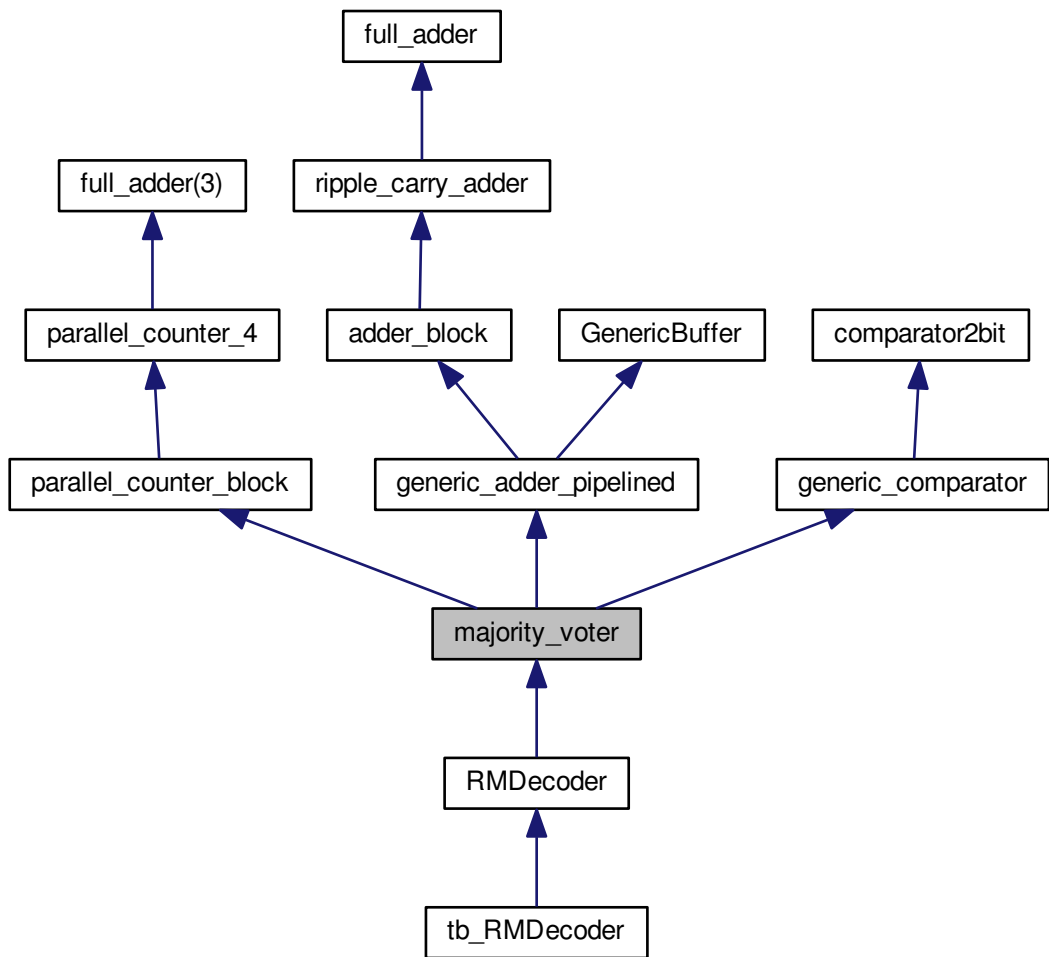 full_adder
full_adder(3)
ripple_carry_adder
parallel_counter_4
adder_block
GenericBuffer
comparator2bit
parallel_counter_block
generic_adder_pipelined
generic_comparator
majority_voter
RMDecoder
tb_RMDecoder